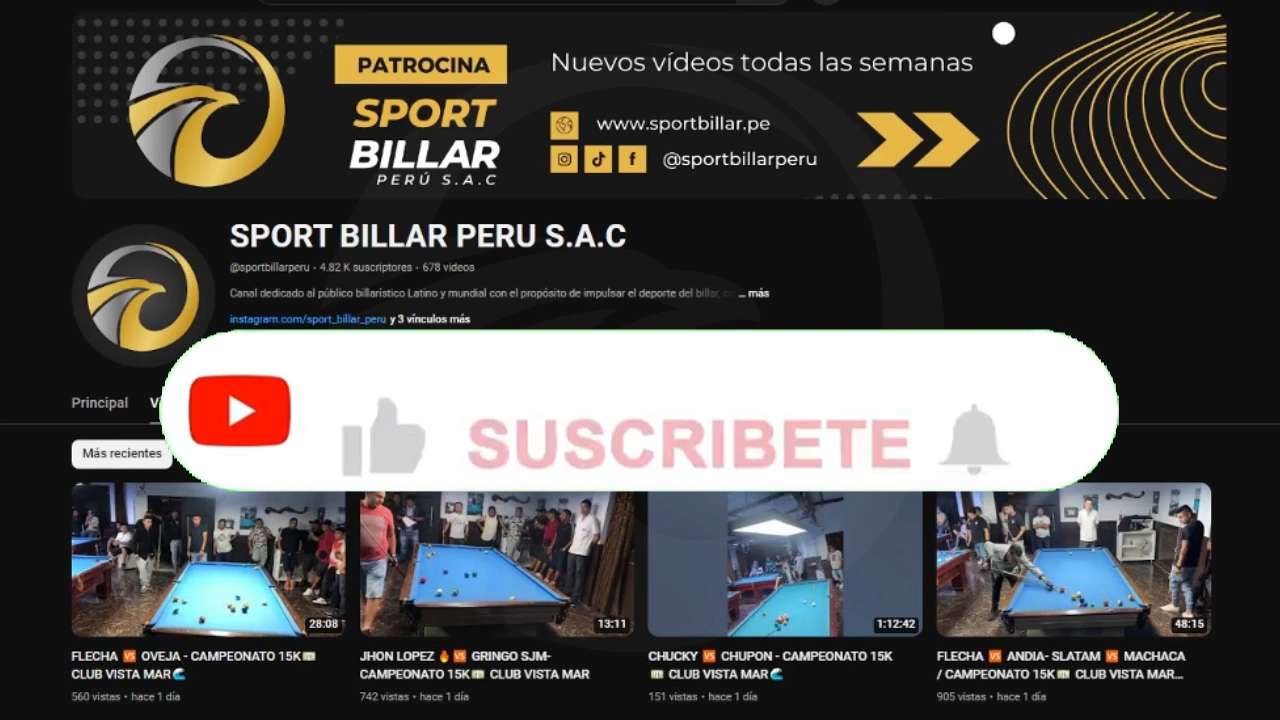 PATROCINA
SPORT
BILLAR
PERÚ S.A.C
Nuevos vídeos todas las semanas
www.sportbillar.pe
@sportbillarperu
SPORT BILLAR PERU S.A.C
@sportbillarperu - 4.82 K suscriptores - 678 videos
Canal dedicado al público billarístico Latino y mundial con el propósito de impulsar el deporte del billar, ... más
instagram.com/sport_billar_peru y 3 vínculos más
Principal
SUSCRIBETE
Más recientes
28:08
13:11
1:12:42
48:15
FLECHA 🆚 OVEJA - CAMPEONATO 15K💵
CLUB VISTA MAR🌊
560 vistas • hace 1 día
JHON LOPEZ 🔥🆚 GRINGO SJM-
CAMPEONATO 15K💵 CLUB VISTA MAR
742 vistas • hace 1 día
CHUCKY 🆚 CHUPON - CAMPEONATO 15K
💵 CLUB VISTA MAR🌊
151 vistas • hace 1 día
FLECHA 🆚 ANDIA- SLATAM 🆚 MACHACA
/ CAMPEONATO 15K💵 CLUB VISTA MAR...
905 vistas • hace 1 día